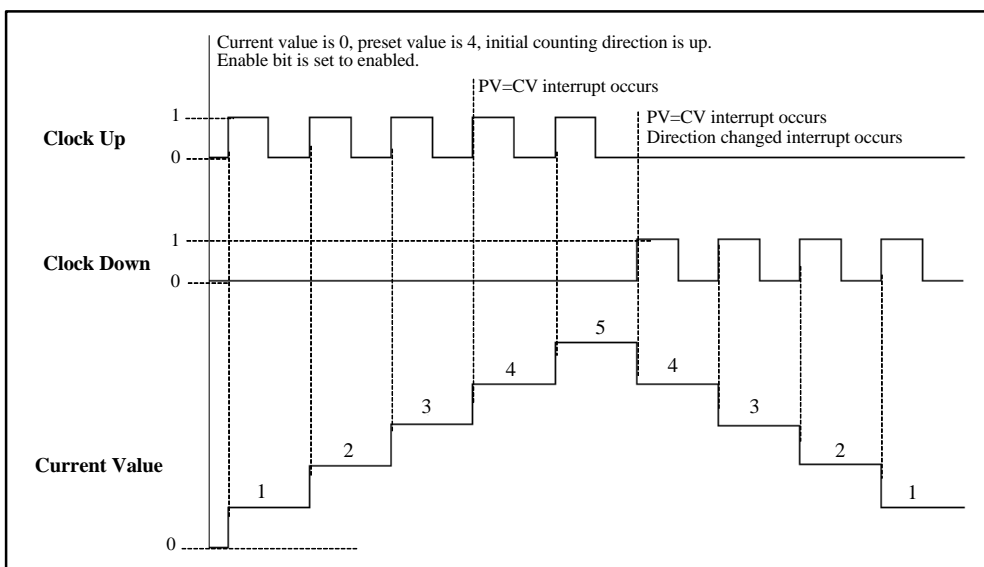 Current value is 0, preset value is 4, initial counting direction is up.
Enable bit is set to enabled.
PV=CV interrupt occurs
PV=CV interrupt occurs
Direction changed interrupt occurs
1
Clock Up
0
1
Clock Down
0
5
4
4
3
3
2
2
Current Value
1
1
0